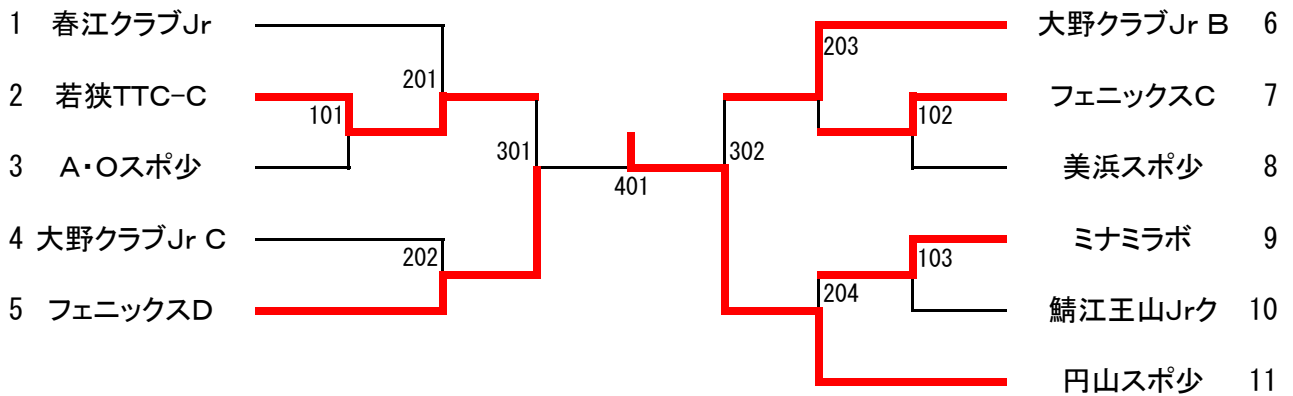 1 春江クラブJr
2 若狭TTC-C
3 A・Oスポ少
4 大野クラブJr C
5 フェニックスD
101
201
202
301
401
302
203
102
103
204
大野クラブJr B 6
フェニックスC 7
美浜スポ少 8
ミナミラボ 9
鯖江王山Jrク 10
円山スポ少 11